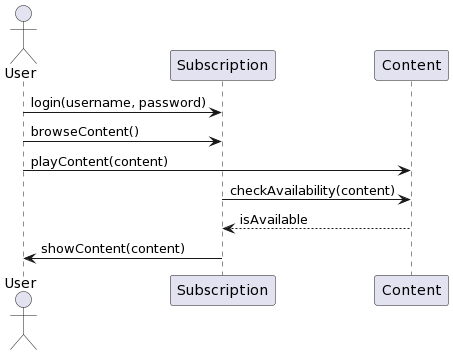 User
Subscription
Content
login(username, password)
browseContent()
playContent(content)
checkAvailability(content)
isAvailable
showContent(content)
User
Subscription
Content